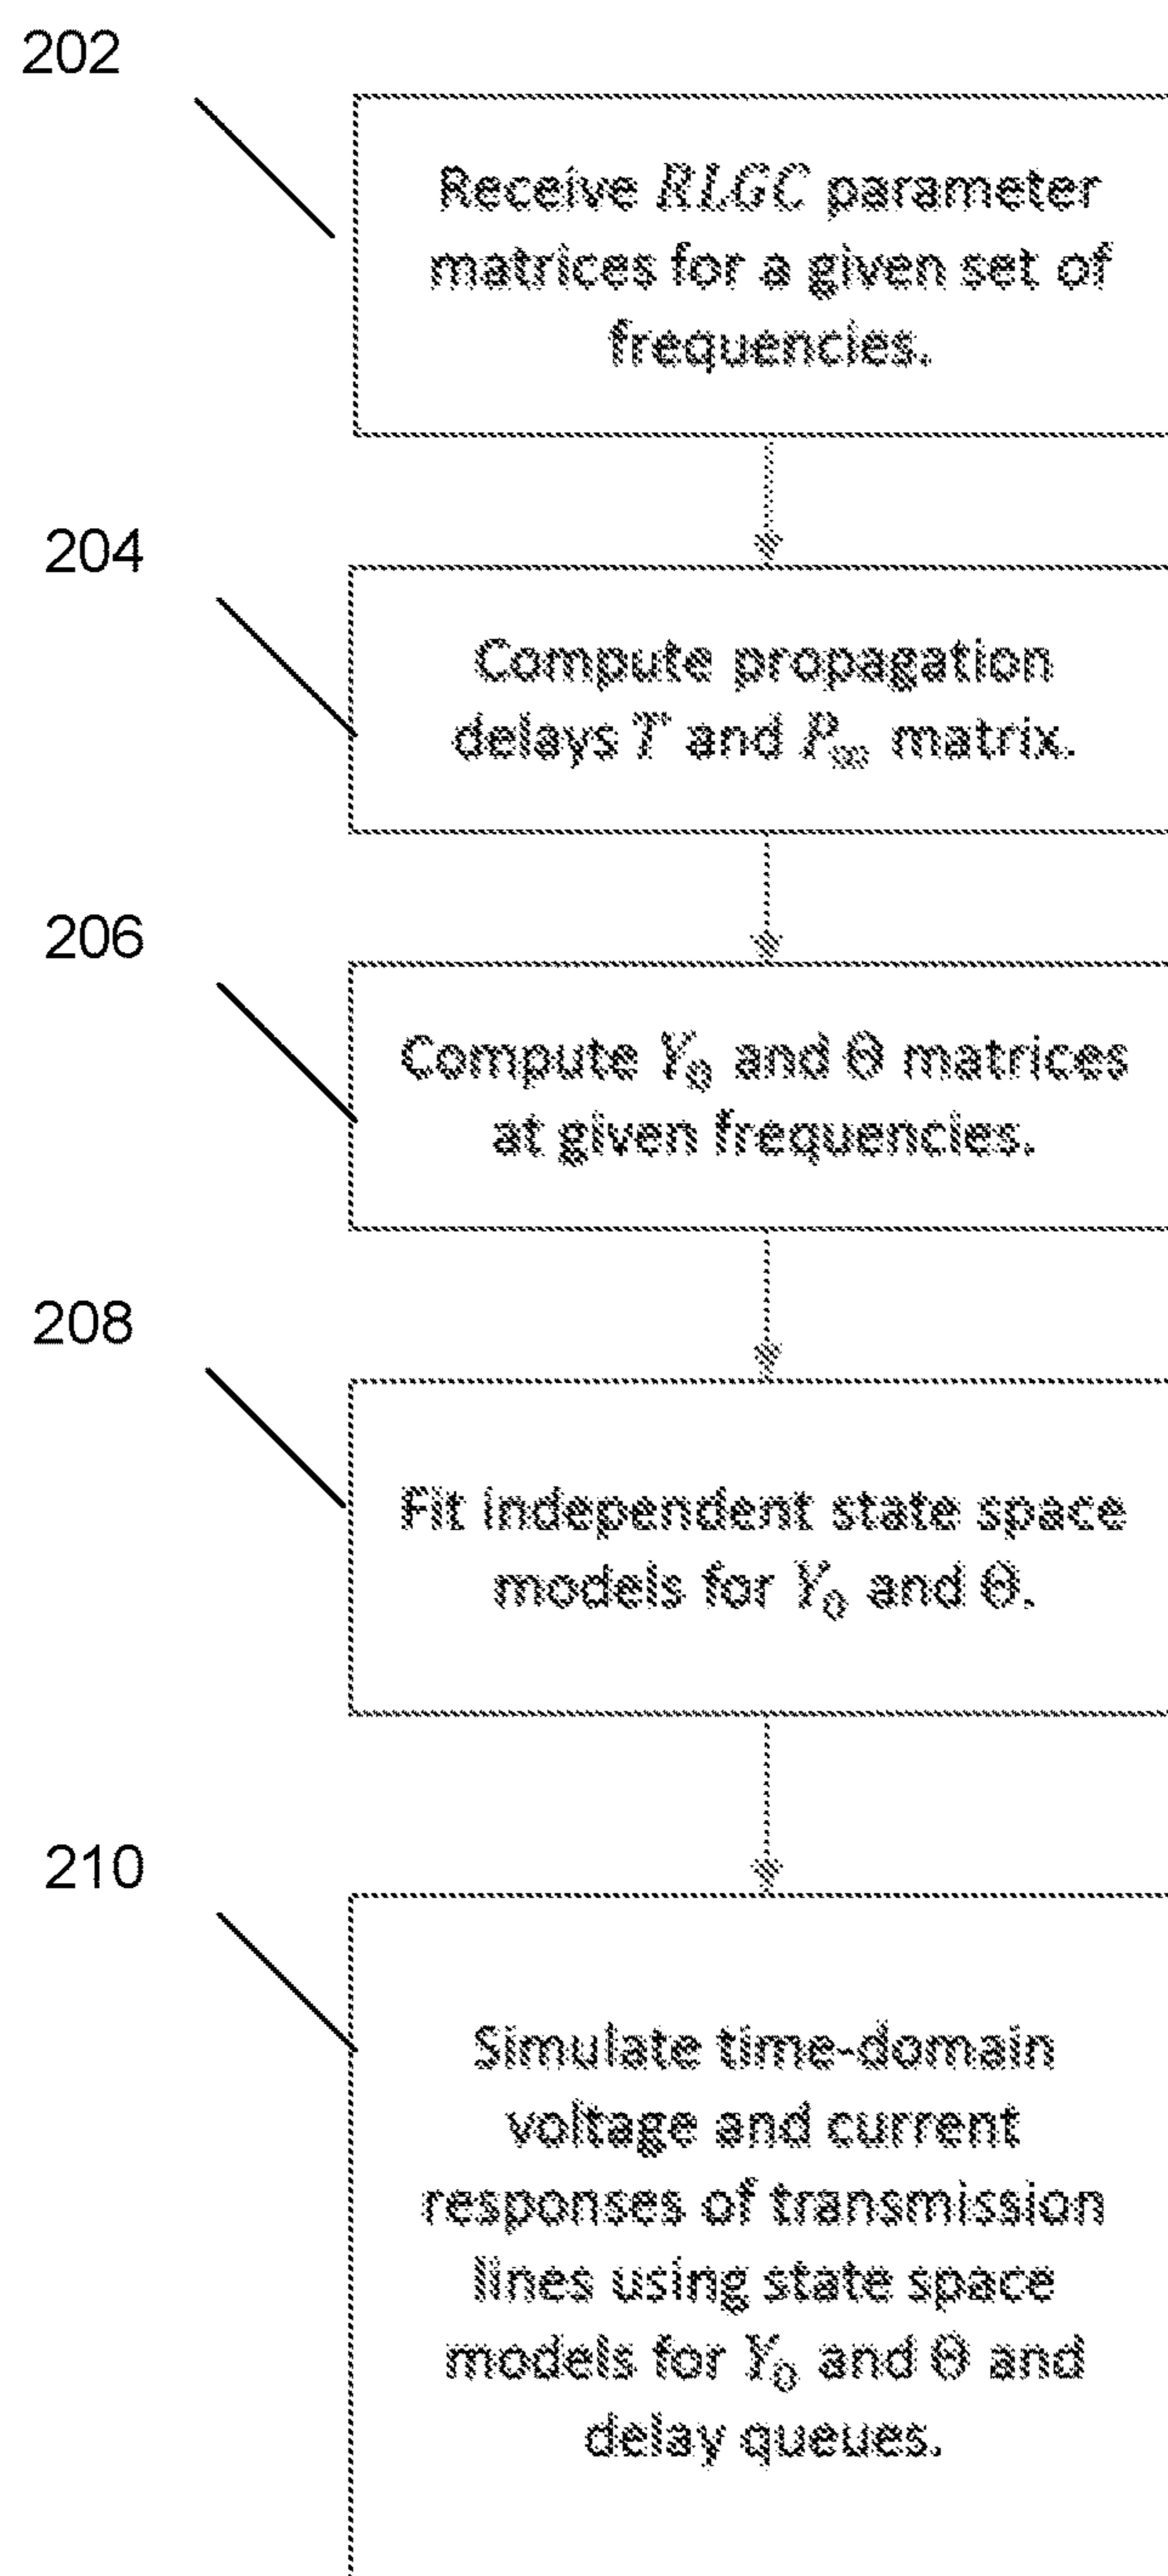 202
Receive RLGC parameter
matrices for a given set of
frequencies.
204
Compute propagation
delays T and P∞ matrix.
206
Compute Y₀ and Θ matrices
at given frequencies.
208
Fit independent state space
models for Y₀ and Θ.
210
Simulate time-domain
voltage and current
responses of transmission
lines using state space
models for Y₀ and Θ and
delay queues.